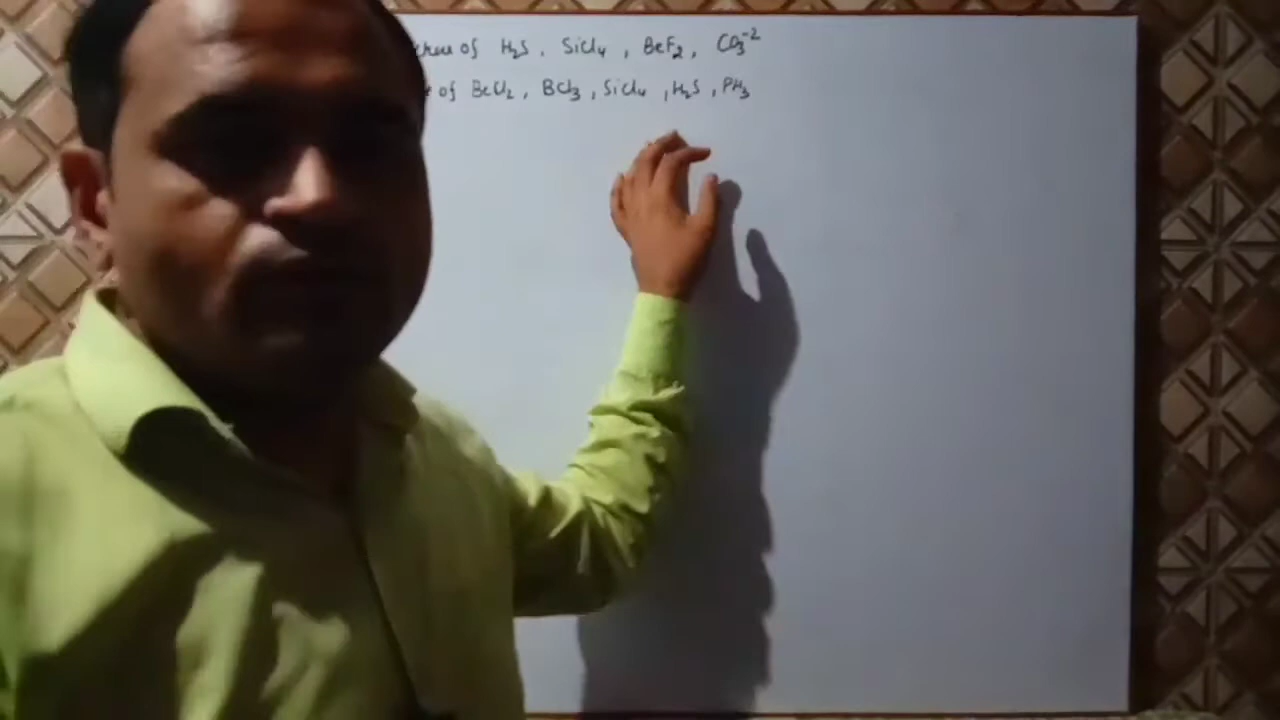 of H₂S, SiCl₄, BeF₂, CO₃⁻²
of BeCl₂, BCl₃, SiCl₄, H₂S, PH₃